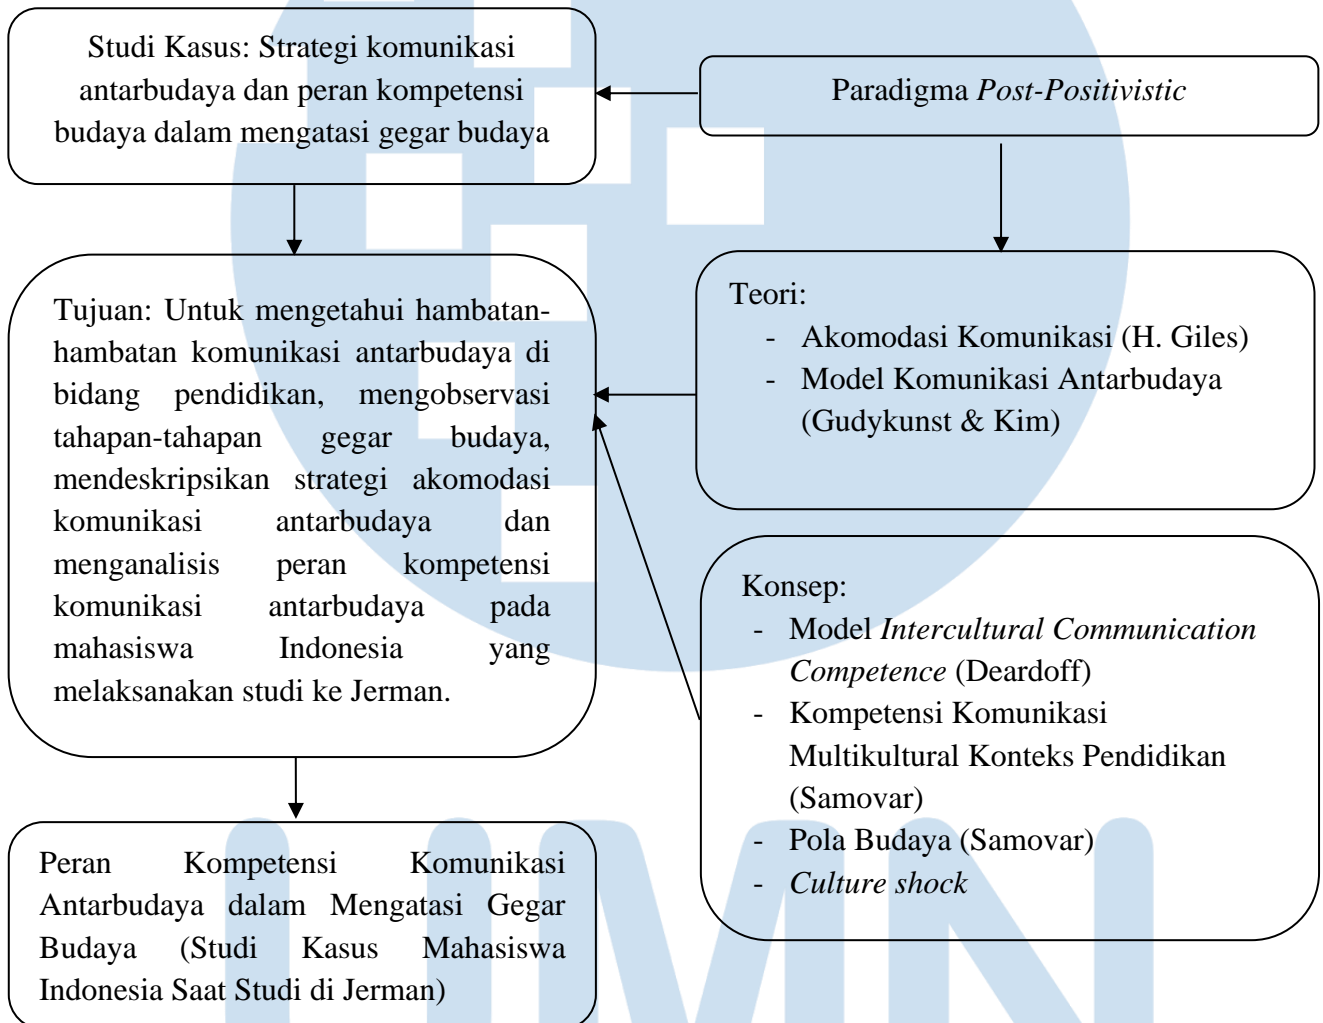 Studi Kasus: Strategi komunikasi
antarbudaya dan peran kompetensi
budaya dalam mengatasi gegar budaya
Paradigma Post-Positivistic
Tujuan: Untuk mengetahui hambatan-
hambatan komunikasi antarbudaya di
bidang pendidikan, mengobservasi
tahapan-tahapan gegar budaya,
mendeskripsikan strategi akomodasi
komunikasi antarbudaya dan
menganalisis peran kompetensi
komunikasi antarbudaya pada
mahasiswa Indonesia yang
melaksanakan studi ke Jerman.
Teori:
- Akomodasi Komunikasi (H. Giles)
- Model Komunikasi Antarbudaya
(Gudykunst & Kim)
Konsep:
- Model Intercultural Communication
Competence (Deardoff)
- Kompetensi Komunikasi
Multikultural Konteks Pendidikan
(Samovar)
- Pola Budaya (Samovar)
- Culture shock
Peran Kompetensi Komunikasi
Antarbudaya dalam Mengatasi Gegar
Budaya (Studi Kasus Mahasiswa
Indonesia Saat Studi di Jerman)
UMN